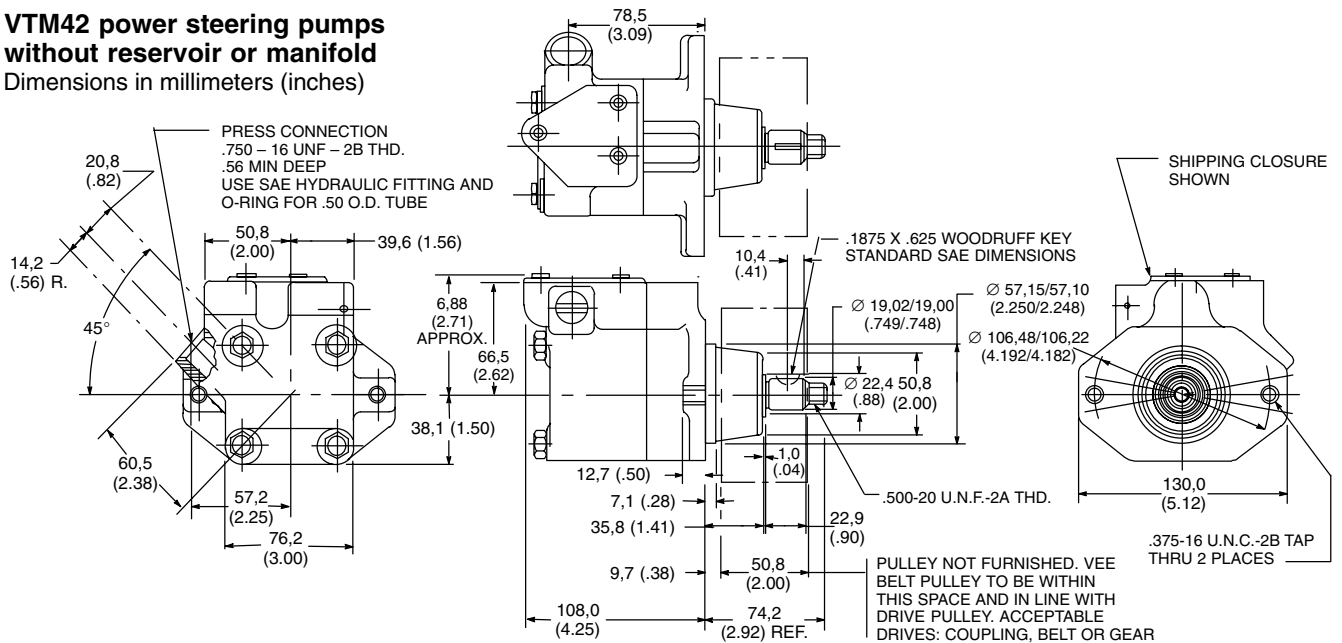 VTM42 power steering pumps
without reservoir or manifold
Dimensions in millimeters (inches)
78,5
(3.09)
PRESS CONNECTION
.750 – 16 UNF – 2B THD.
.56 MIN DEEP
USE SAE HYDRAULIC FITTING AND
O-RING FOR .50 O.D. TUBE
20,8
(.82)
SHIPPING CLOSURE
SHOWN
50,8
(2.00)
39,6 (1.56)
14,2
(.56) R.
45°
10,4
(.41)
.1875 X .625 WOODRUFF KEY
STANDARD SAE DIMENSIONS
6,88
(2.71)
APPROX.
66,5
(2.62)
∅ 19,02/19,00
(.749/.748)
∅ 57,15/57,10
(2.250/2.248)
∅ 106,48/106,22
(4.192/4.182)
∅ 22,4
(.88)
50,8
(2.00)
38,1 (1.50)
60,5
(2.38)
57,2
(2.25)
76,2
(3.00)
12,7 (.50)
1,0
(.04)
7,1 (.28)
.500-20 U.N.F.-2A THD.
35,8 (1.41)
22,9
(.90)
130,0
(5.12)
.375-16 U.N.C.-2B TAP
THRU 2 PLACES
9,7 (.38)
50,8
(2.00)
PULLEY NOT FURNISHED. VEE
BELT PULLEY TO BE WITHIN
THIS SPACE AND IN LINE WITH
DRIVE PULLEY. ACCEPTABLE
DRIVES: COUPLING, BELT OR GEAR
108,0
(4.25)
74,2
(2.92) REF.